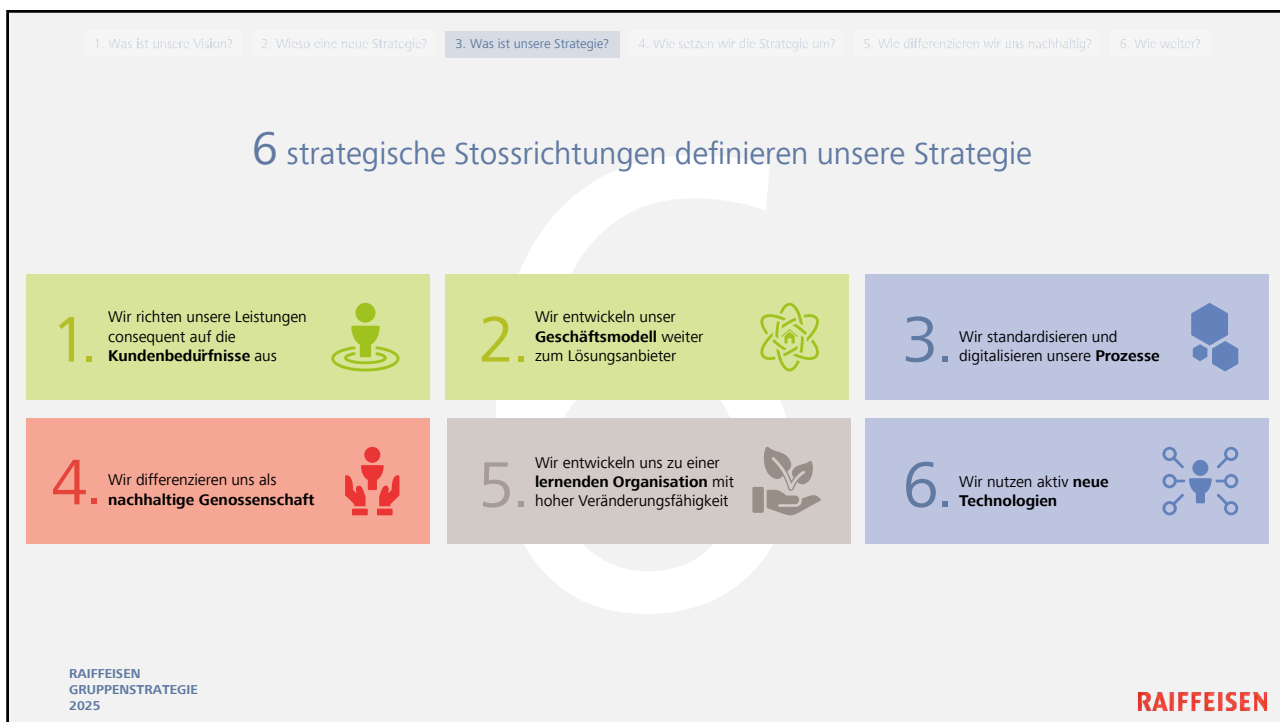 1. Was ist unsere Vision?
2. Wieso eine neue Strategie?
3. Was ist unsere Strategie?
4. Wie setzen wir die Strategie um?
5. Wie differenzieren wir uns nachhaltig?
6. Wie weiter?
6 strategische Stossrichtungen definieren unsere Strategie
6
1.
Wir richten unsere Leistungen
consequent auf die
Kundenbedürfnisse aus
2.
Wir entwickeln unser
Geschäftsmodell weiter
zum Lösungsanbieter
3.
Wir standardisieren und
digitalisieren unsere Prozesse
4.
Wir differenzieren uns als
nachhaltige Genossenschaft
5.
Wir entwickeln uns zu einer
lernenden Organisation mit
hoher Veränderungsfähigkeit
6.
Wir nutzen aktiv neue
Technologien
RAIFFEISEN
GRUPPENSTRATEGIE
2025
RAIFFEISEN